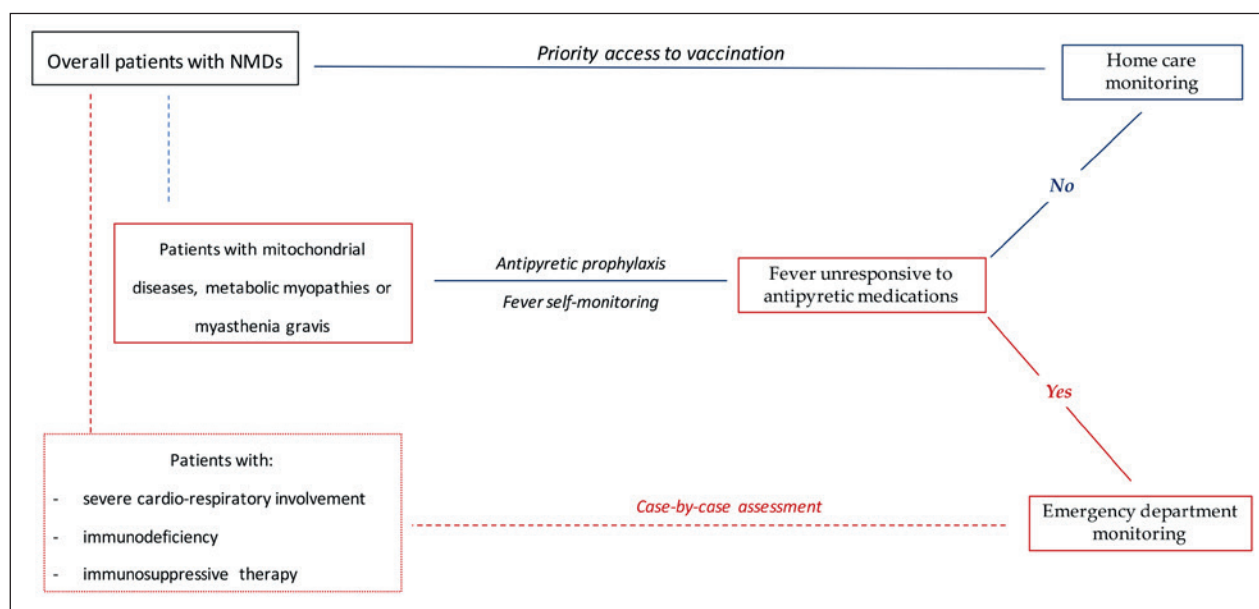 Overall patients with NMDs
Priority access to vaccination
Home care
monitoring
No
Patients with mitochondrial
diseases, metabolic myopathies or
myasthenia gravis
Antipyretic prophylaxis
Fever self-monitoring
Fever unresponsive to
antipyretic medications
Yes
Patients with:
- severe cardio-respiratory involvement
- immunodeficiency
- immunosuppressive therapy
Case-by-case assessment
Emergency department
monitoring